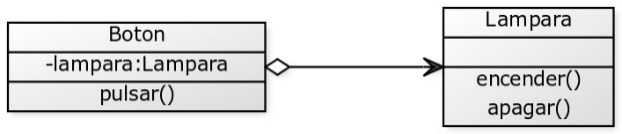 Boton
-lampara:Lampara
pulsar()
Lampara
encender()
apagar()